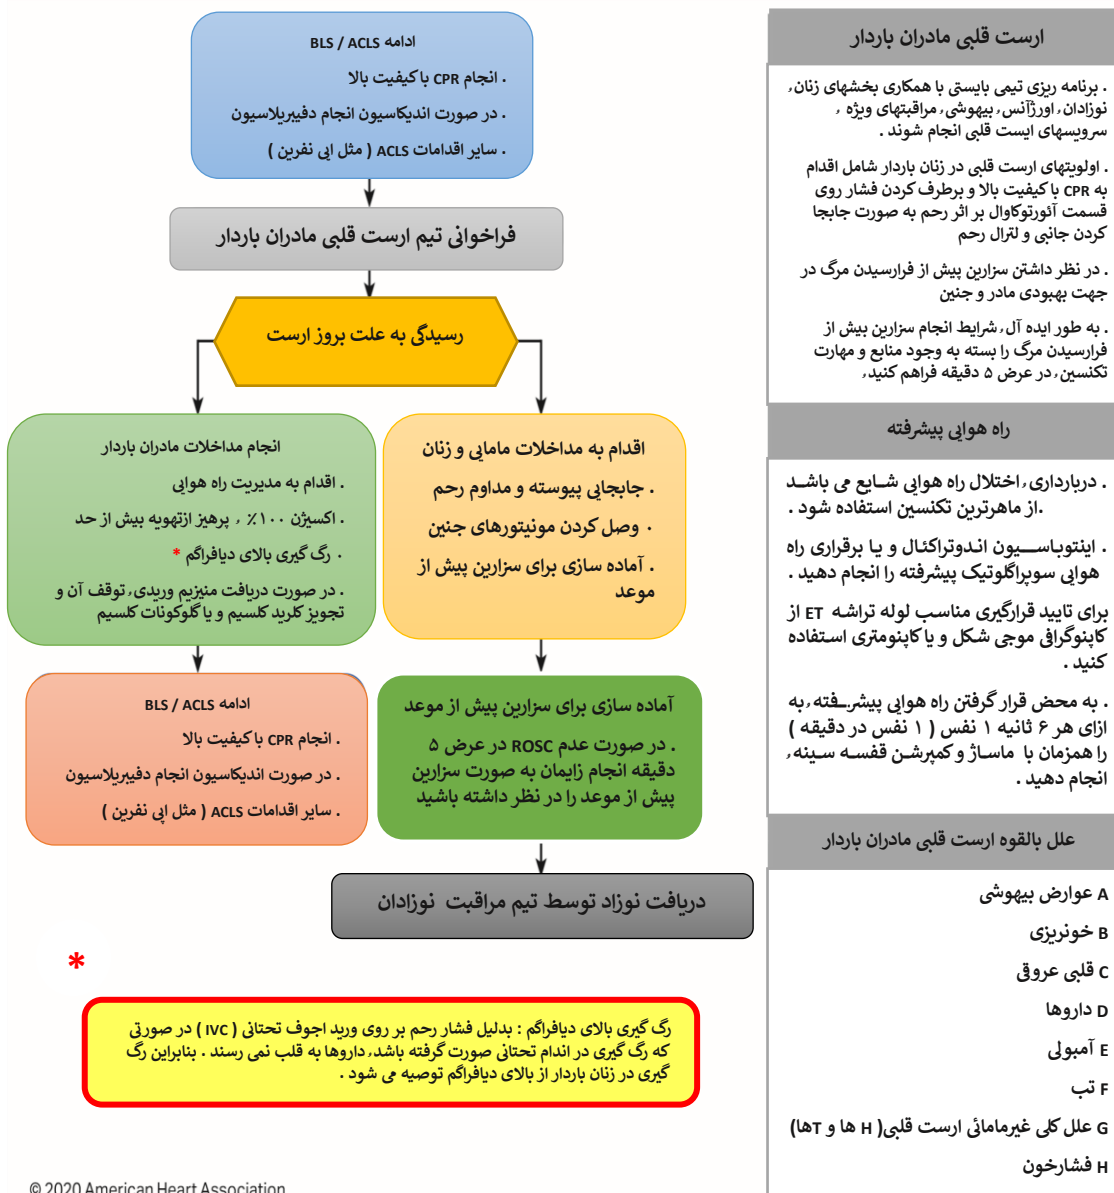 ادامه BLS / ACLS
. انجام CPR با کیفیت بالا
. در صورت اندیکاسیون انجام دفیبریلاسیون
. سایر اقدامات ACLS ( مثل اپی نفرین )
فراخوانی تیم ارست قلبی مادران باردار
رسیدگی به علت بروز ارست
اقدام به مداخلات مامایی و زنان
. جابجایی پیوسته و مداوم رحم
. وصل کردن مونیتورهای جنین
. آماده سازی برای سزارین پیش از
موعد
انجام مداخلات مادران باردار
. اقدام به مدیریت راه هوایی
. اکسیژن ۱۰۰٪ , پرهیز ازتهویه بیش از حد
. رگ گیری بالای دیافراگم *
. در صورت دریافت منیزیم وریدی, توقف آن و
تجویز کلرید کلسیم و یا گلوکونات کلسیم
آماده سازی برای سزارین پیش از موعد
. در صورت عدم ROSC در عرض ۵
دقیقه انجام زایمان به صورت سزارین
پیش از موعد را در نظر داشته باشید
ادامه BLS / ACLS
. انجام CPR با کیفیت بالا
. در صورت اندیکاسیون انجام دفیبریلاسیون
. سایر اقدامات ACLS ( مثل اپی نفرین )
دریافت نوزاد توسط تیم مراقبت نوزادان
*
رگ گیری بالای دیافراگم : بدلیل فشار رحم بر روی ورید اجوف تحتانی ( IVC ) در صورتی
که رگ گیری در اندام تحتانی صورت گرفته باشد, داروها به قلب نمی رسند . بنابراین رگ
گیری در زنان باردار از بالای دیافراگم توصیه می شود .
© 2020 American Heart Association
ارست قلبی مادران باردار
. برنامه ریزی تیمی بایستی با همکاری بخشهای زنان,
نوزادان, اورژآنس, بیهوشی, مراقبتهای ویژه ,
سرویسهای ایست قلبی انجام شوند .
. اولویتهای ارست قلبی در زنان باردار شامل اقدام
به CPR با کیفیت بالا و برطرف کردن فشار روی
قسمت آئورتوکاوال بر اثر رحم به صورت جابجا
کردن جانبی و لترال رحم
. در نظر داشتن سزارین پیش از فرارسیدن مرگ در
جهت بهبودی مادر و جنین
. به طور ایده آل, شرایط انجام سزارین بیش از
فرارسیدن مرگ را بسته به وجود منابع و مهارت
تکنسین, در عرض ۵ دقیقه فراهم کنید,
راه هوایی پیشرفته
. دربارداری, اختلال راه هوایی شایع می باشد
.از ماهرترین تکنسین استفاده شود .
. اینتوباسیون اندوتراکئال و یا برقراری راه
هوایی سوپراگلوتیک پیشرفته را انجام دهید .
برای تایید قرارگیری مناسب لوله تراشه ET از
کاپنوگرافی موجی شکل و یا کاپنومتری استفاده
کنید .
. به محض قرار گرفتن راه هوایی پیشرفته, به
ازای هر ۶ ثانیه ۱ نفس ( ۱ نفس در دقیقه )
را همزمان با ماساژ و کمپرشن قفسه سینه,
انجام دهید .
علل بالقوه ارست قلبی مادران باردار
A عوارض بیهوشی
B خونریزی
C قلبی عروقی
D داروها
E آمبولی
F تب
G علل کلی غیرمامائی ارست قلبی( H ها و Tها)
H فشارخون